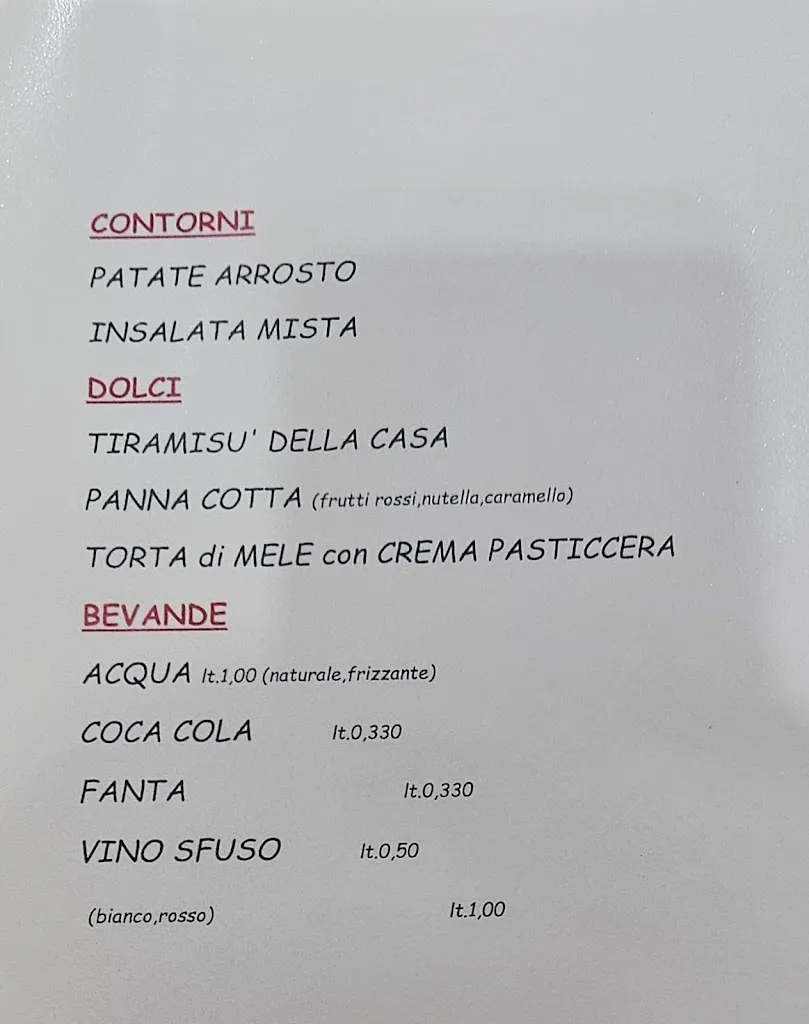 CONTORNI
PATATE ARROSTO
INSALATA MISTA
DOLCI
TIRAMISU' DELLA CASA
PANNA COTTA (frutti rossi,nutella,caramello)
TORTA di MELE con CREMA PASTICCERA
BEVANDE
ACQUA lt.1,00 (naturale,frizzante)
COCA COLA lt.0,330
FANTA lt.0,330
VINO SFUSO lt.0,50
(bianco,rosso) lt.1,00